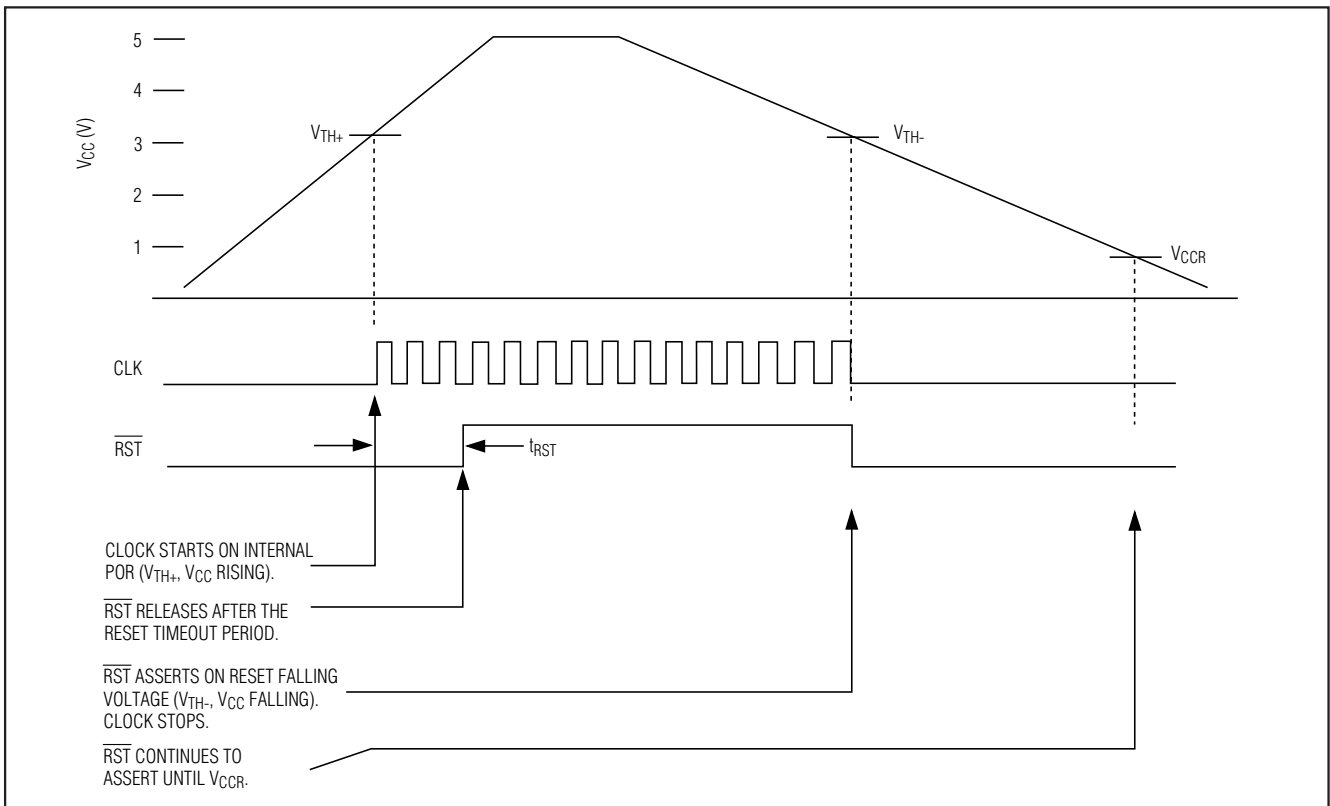 5
4
3
2
1
VCC (V)
VTH+
VTH-
VCCR
CLK
RST
tRST
CLOCK STARTS ON INTERNAL
POR (VTH+, VCC RISING).
RST RELEASES AFTER THE
RESET TIMEOUT PERIOD.
RST ASSERTS ON RESET FALLING
VOLTAGE (VTH-, VCC FALLING).
CLOCK STOPS.
RST CONTINUES TO
ASSERT UNTIL VCCR.